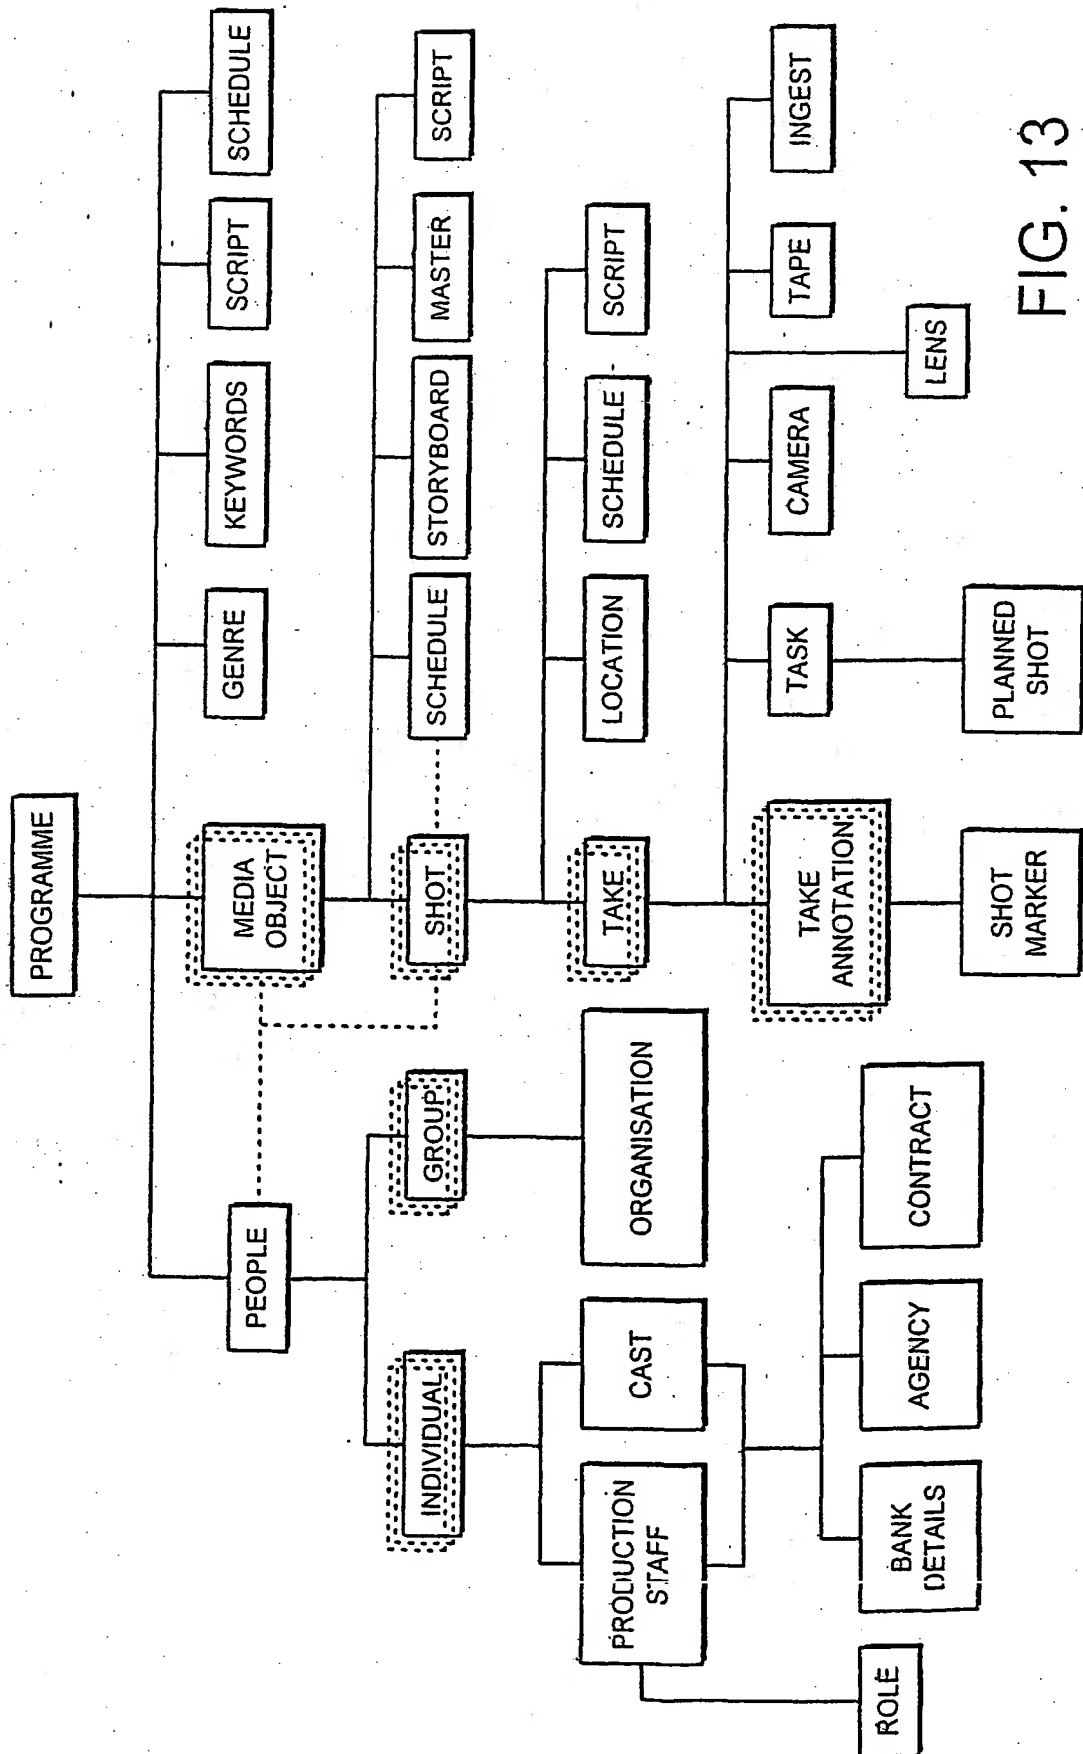 PROGRAMME
PEOPLE
MEDIA
OBJECT
GENRE
KEYWORDS
SCRIPT
SCHEDULE
INDIVIDUAL
GROUP
SHOT
SCHEDULE
STORYBOARD
MASTER
SCRIPT
PRODUCTION
STAFF
CAST
ORGANISATION
TAKE
LOCATION
SCHEDULE
SCRIPT
ROLE
BANK
DETAILS
AGENCY
CONTRACT
TAKE
ANNOTATION
TASK
CAMERA
TAPE
INGEST
LENS
SHOT
MARKER
PLANNED
SHOT
FIG. 13